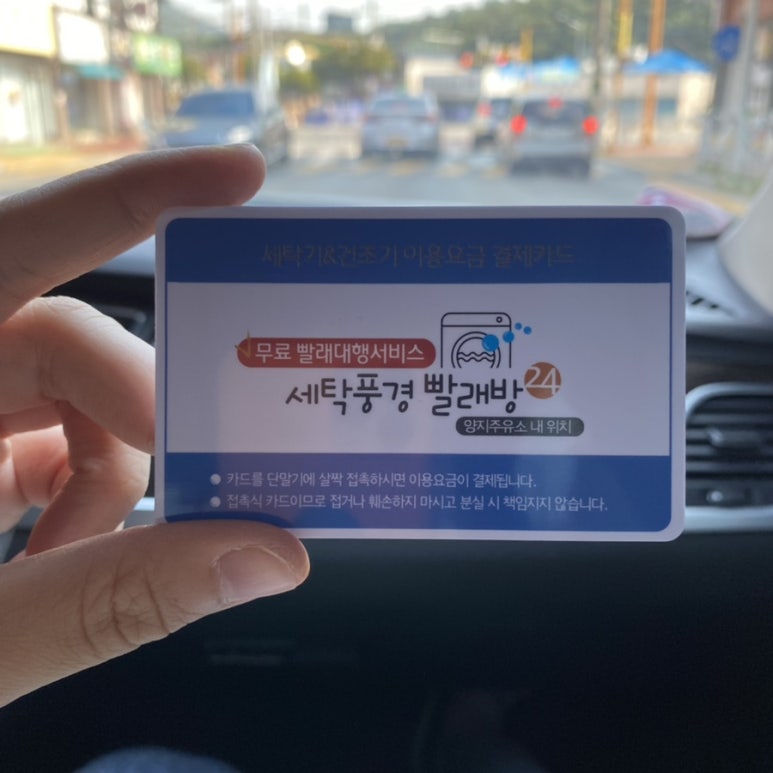 세탁기&건조기 이용요금 결제카드
무료 빨래대행서비스
세탁풍경 빨래방 24
양지주유소 내 위치
● 카드를 단말기에 살짝 접촉하시면 이용요금이 결제됩니다.
● 접촉식 카드이므로 접거나 훼손하지 마시고 분실 시 책임지지 않습니다.